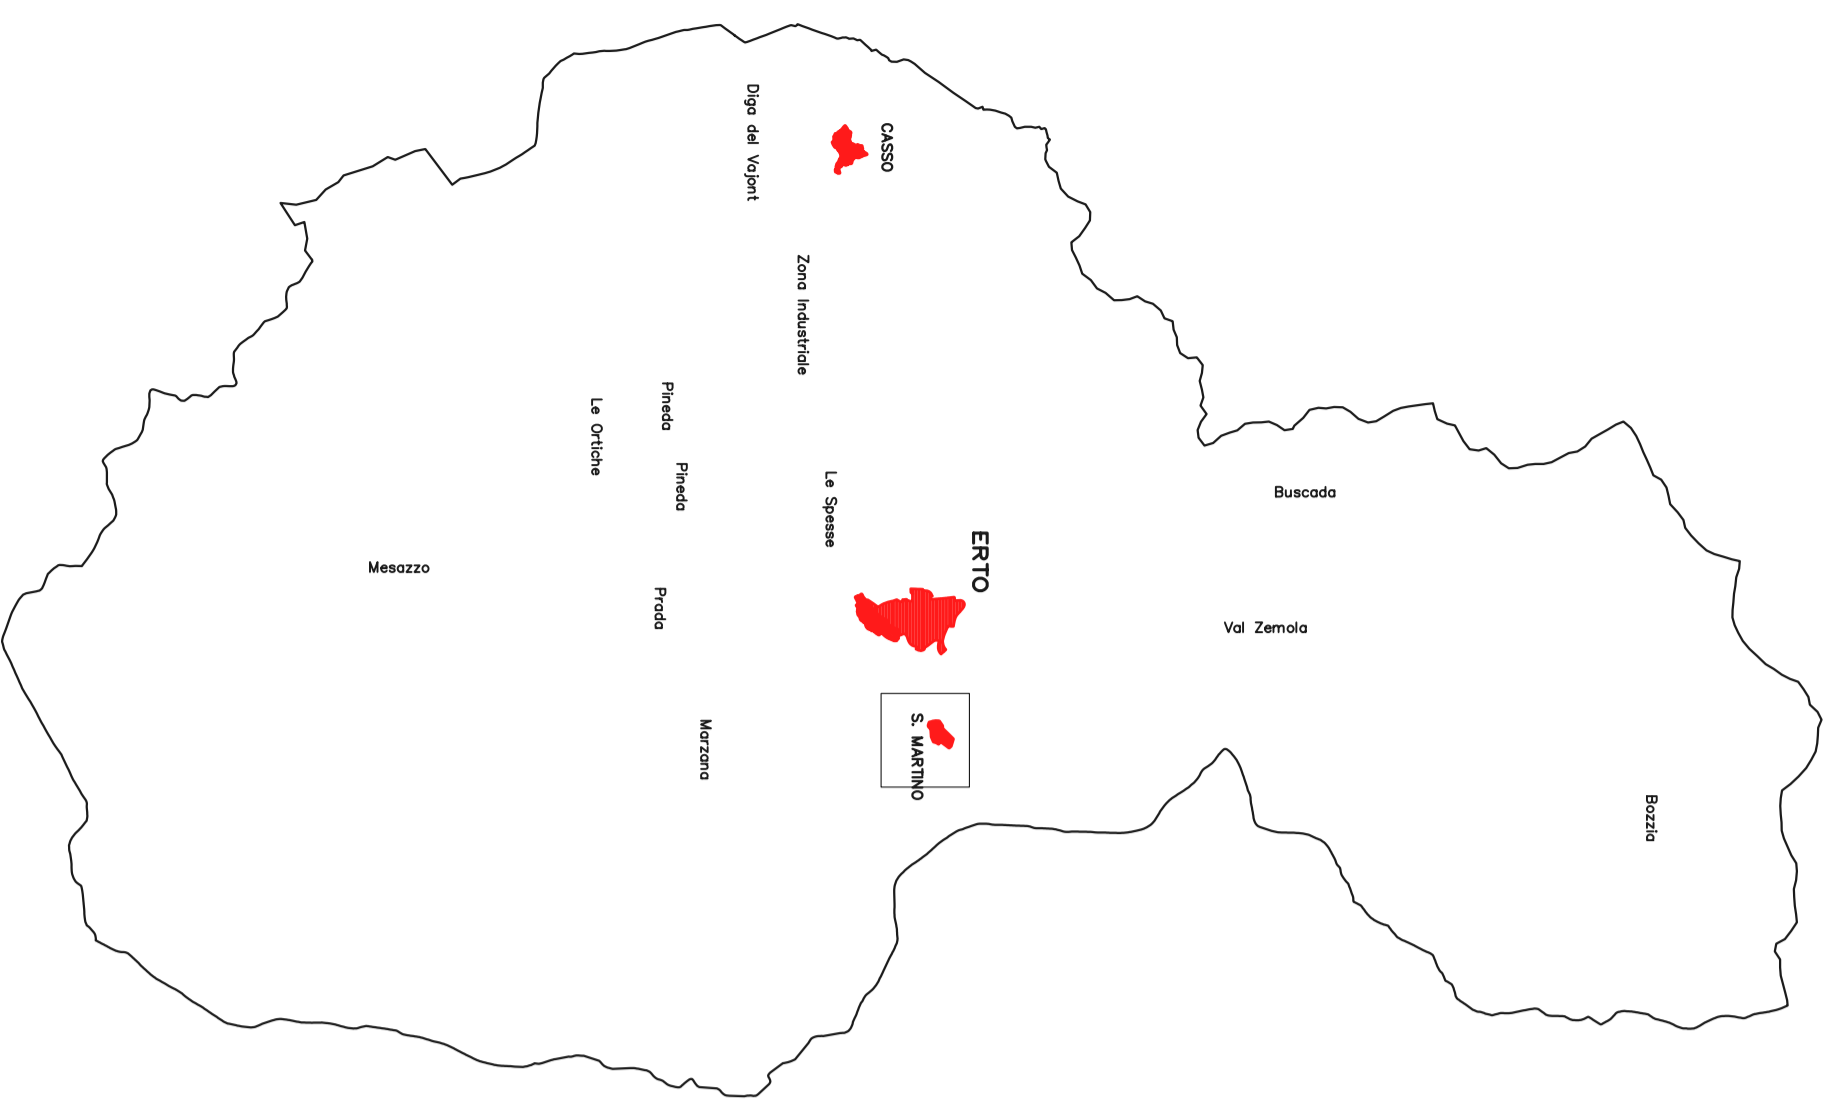 Diga del Vajont
CASSO
Zona Industriale
Pineda
Le Ortiche
Pineda
Le Spesse
Buscada
ERTO
Mesazzo
Prada
Val Zemola
S. MARTINO
Marzana
Bozzia